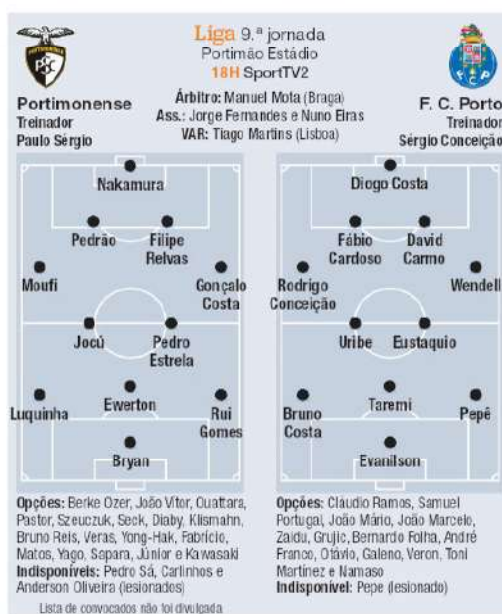 Liga 9.ª jornada
Portimão Estádio
18H SportTV2
Árbitro: Manuel Mota (Braga)
Ass.: Jorge Fernandes e Nuno Eiras
VAR: Tiago Martins (Lisboa)
PORTIMONENSE
PSC
Portimonense
Treinador
Paulo Sérgio
FCP
F. C. Porto
Treinador
Sérgio Conceição
Nakamura
Pedrão
Filipe
Relvas
Moufi
Gonçalo
Costa
Jocú
Pedro
Estrela
Luquinha
Ewerton
Rui
Gomes
Bryan
Diogo Costa
Fábio
Cardoso
David
Carmo
Rodrigo
Conceição
Wendell
Uribe
Eustaquio
Bruno
Costa
Taremi
Pepê
Evanilson
Opções: Berke Ozer, João Vítor, Ouattara,
Pastor, Szeuczuk, Seck, Diaby, Klismahn,
Bruno Reis, Veras, Yong-Hak, Fabrício,
Matos, Yago, Sapara, Júnior e Kawasaki
Indisponíveis: Pedro Sá, Carlinhos e
Anderson Oliveira (lesionados)
Lista de convocados não foi divulgada
Opções: Cláudio Ramos, Samuel
Portugal, João Mário, João Marcelo,
Zaidu, Grujic, Bernardo Folha, André
Franco, Otávio, Galeno, Veron, Toni
Martínez e Namaso
Indisponível: Pepe (lesionado)